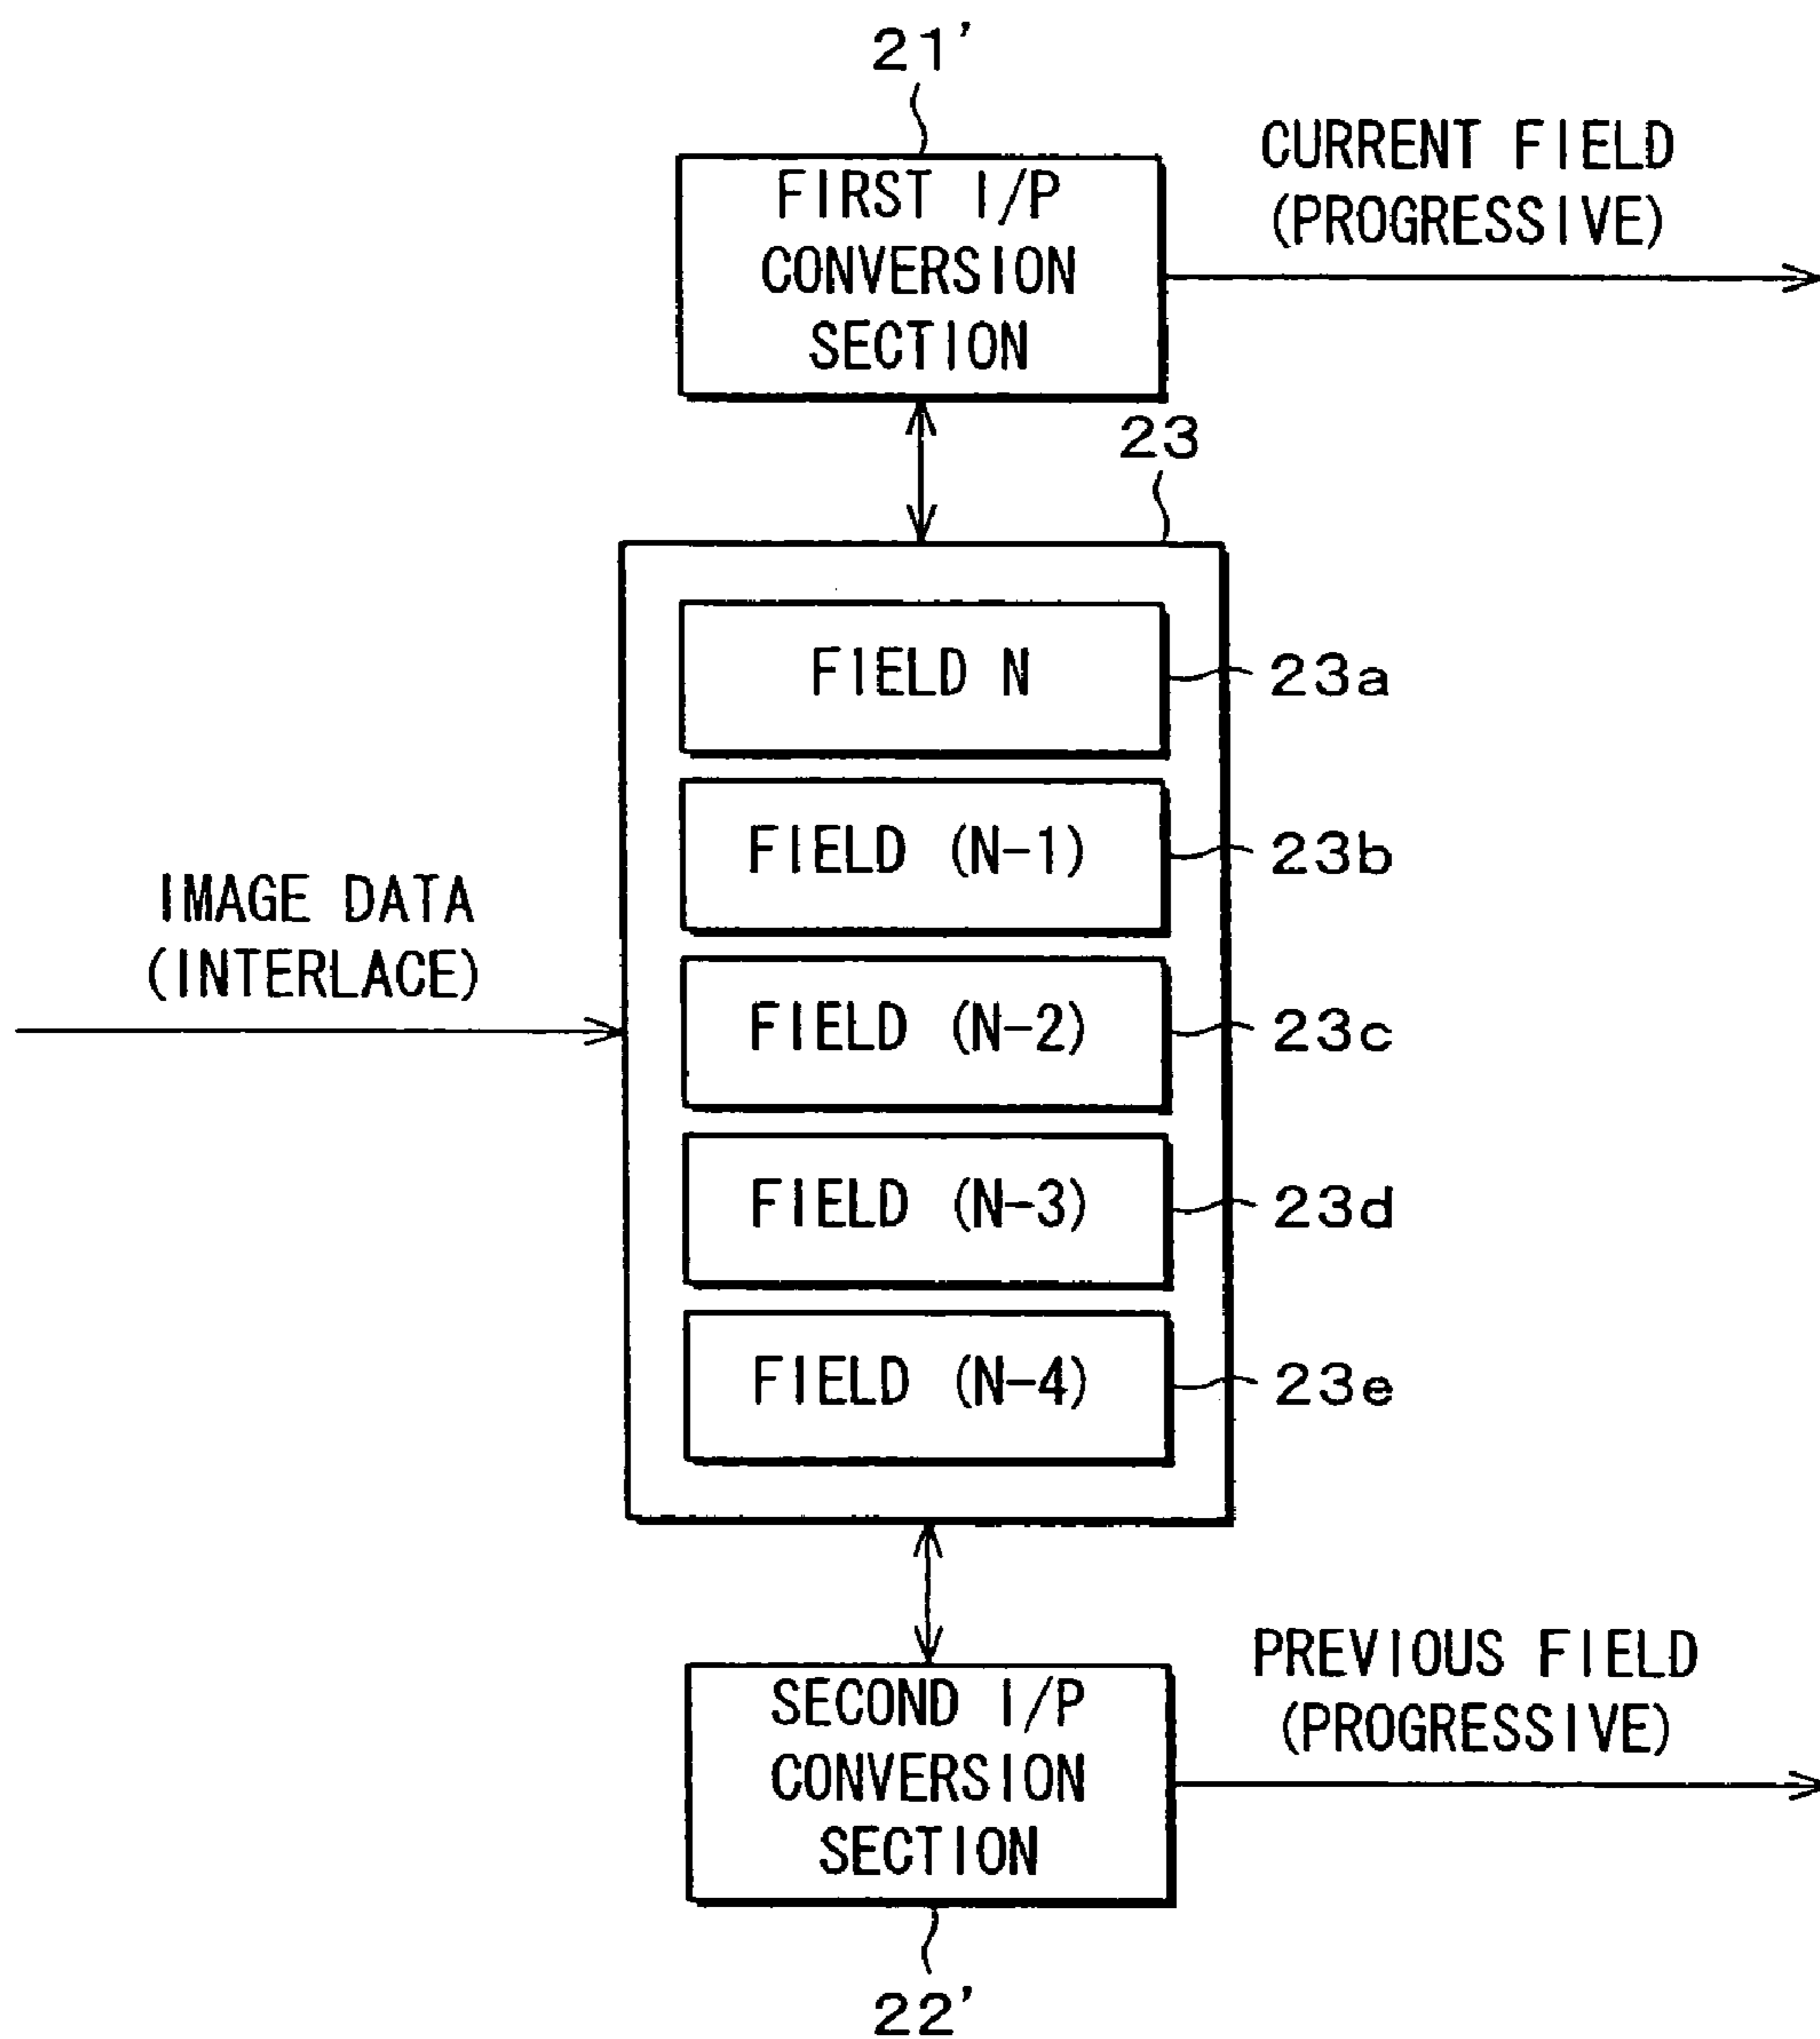 21'
FIRST I/P
CONVERSION
SECTION
CURRENT FIELD
(PROGRESSIVE)
23
FIELD N
23a
FIELD (N-1)
23b
IMAGE DATA
(INTERLACE)
FIELD (N-2)
23c
FIELD (N-3)
23d
FIELD (N-4)
23e
SECOND I/P
CONVERSION
SECTION
PREVIOUS FIELD
(PROGRESSIVE)
22'